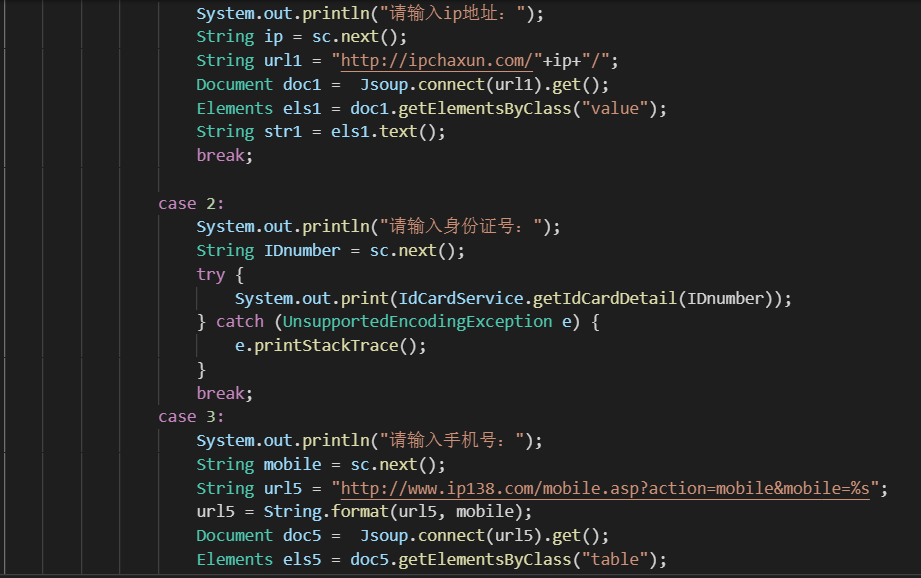 System.out.println("请输入ip地址：");
String ip = sc.next();
String url1 = "http://ipchaxun.com/"+ip+"/";
Document doc1 =  Jsoup.connect(url1).get();
Elements els1 = doc1.getElementsByClass("value");
String str1 = els1.text();
break;
case 2:
System.out.println("请输入身份证号：");
String IDnumber = sc.next();
try {
System.out.print(IdCardService.getIdCardDetail(IDnumber));
} catch (UnsupportedEncodingException e) {
e.printStackTrace();
}
break;
case 3:
System.out.println("请输入手机号：");
String mobile = sc.next();
String url5 = "http://www.ip138.com/mobile.asp?action=mobile&mobile=%s";
url5 = String.format(url5, mobile);
Document doc5 =  Jsoup.connect(url5).get();
Elements els5 = doc5.getElementsByClass("table");